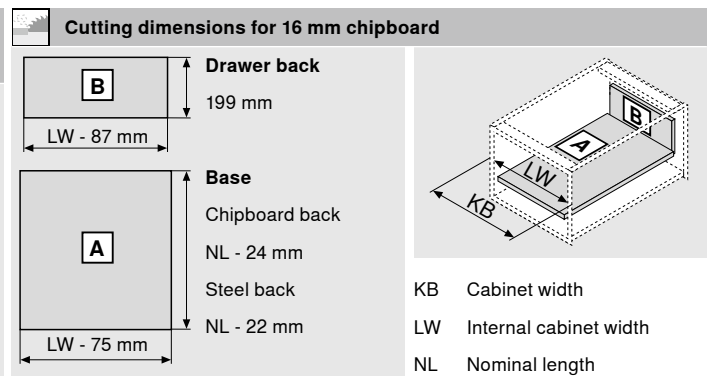 Cutting dimensions for 16 mm chipboard
B
LW - 87 mm
Drawer back
199 mm
A
LW - 75 mm
Base
Chipboard back
NL - 24 mm
Steel back
NL - 22 mm
B
A
LW
KB
KB Cabinet width
LW Internal cabinet width
NL Nominal length